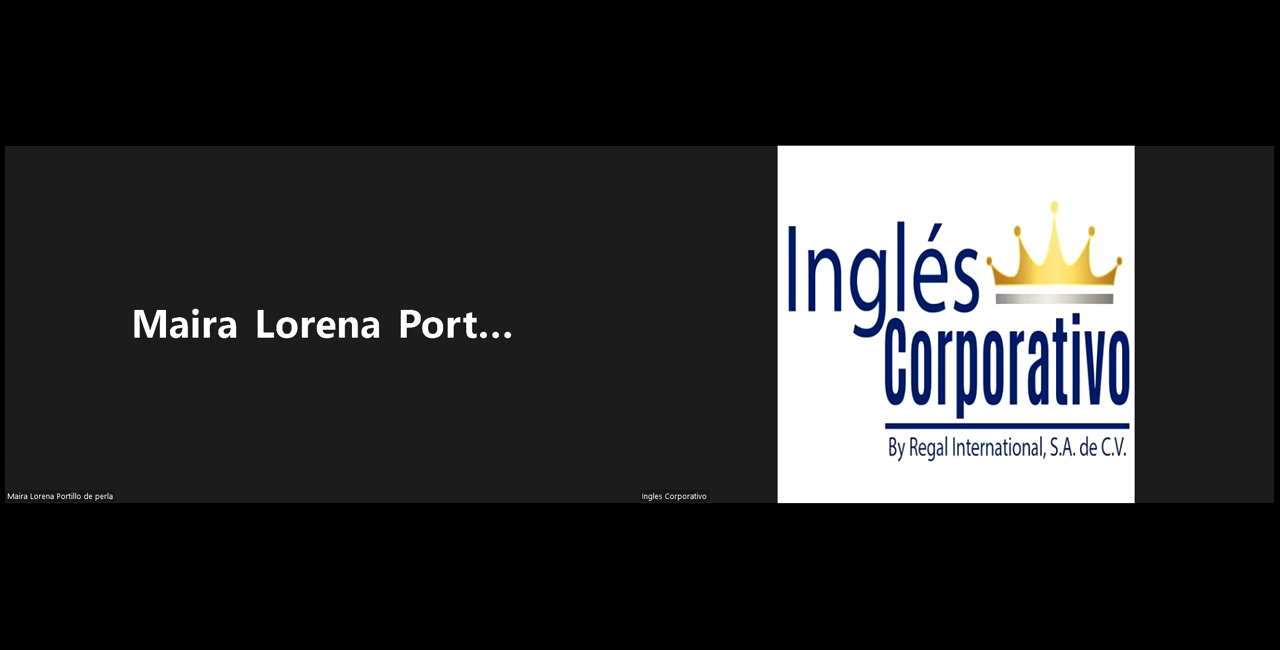 Maira Lorena Port...
Inglés
Corporativo
By Regal International, S.A. de C.V.
Maira Lorena Portillo de perla
Ingles Corporativo